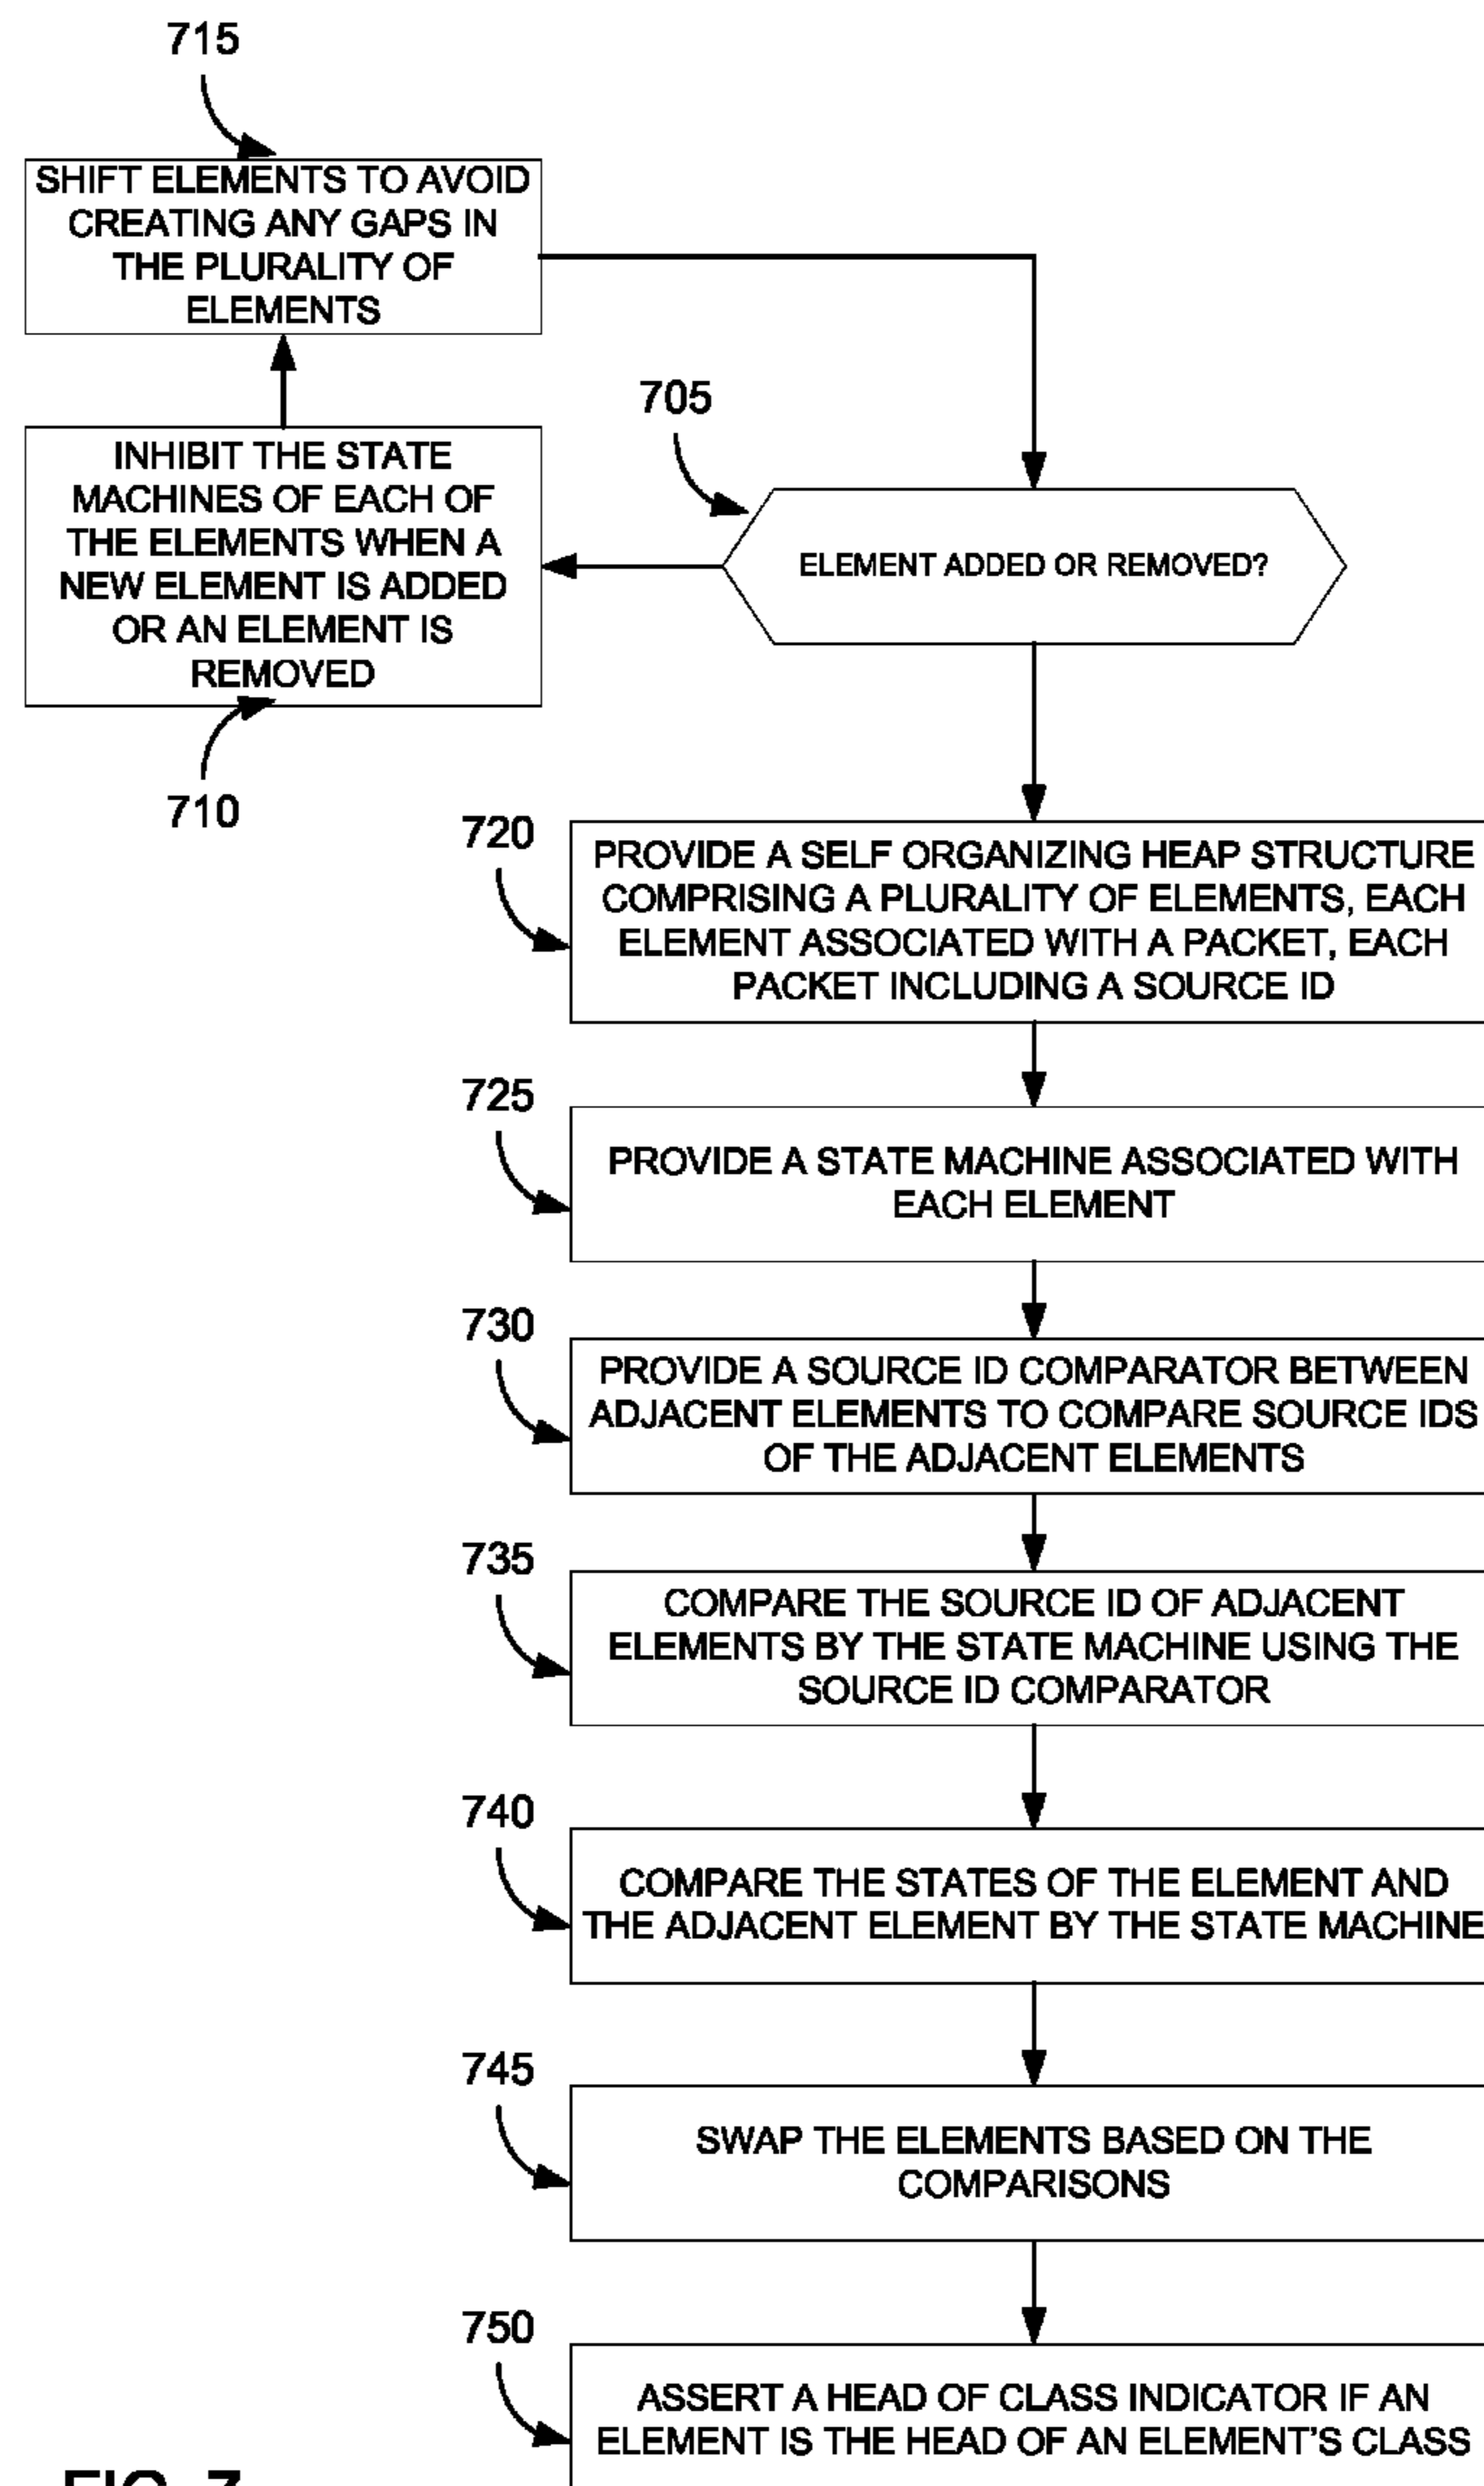 715
SHIFT ELEMENTS TO AVOID
CREATING ANY GAPS IN
THE PLURALITY OF
ELEMENTS
705
INHIBIT THE STATE
MACHINES OF EACH OF
THE ELEMENTS WHEN A
NEW ELEMENT IS ADDED
OR AN ELEMENT IS
REMOVED
ELEMENT ADDED OR REMOVED?
710
720
PROVIDE A SELF ORGANIZING HEAP STRUCTURE
COMPRISING A PLURALITY OF ELEMENTS, EACH
ELEMENT ASSOCIATED WITH A PACKET, EACH
PACKET INCLUDING A SOURCE ID
725
PROVIDE A STATE MACHINE ASSOCIATED WITH
EACH ELEMENT
730
PROVIDE A SOURCE ID COMPARATOR BETWEEN
ADJACENT ELEMENTS TO COMPARE SOURCE IDS
OF THE ADJACENT ELEMENTS
735
COMPARE THE SOURCE ID OF ADJACENT
ELEMENTS BY THE STATE MACHINE USING THE
SOURCE ID COMPARATOR
740
COMPARE THE STATES OF THE ELEMENT AND
THE ADJACENT ELEMENT BY THE STATE MACHINE
745
SWAP THE ELEMENTS BASED ON THE
COMPARISONS
750
ASSERT A HEAD OF CLASS INDICATOR IF AN
ELEMENT IS THE HEAD OF AN ELEMENT'S CLASS
FIG. 7